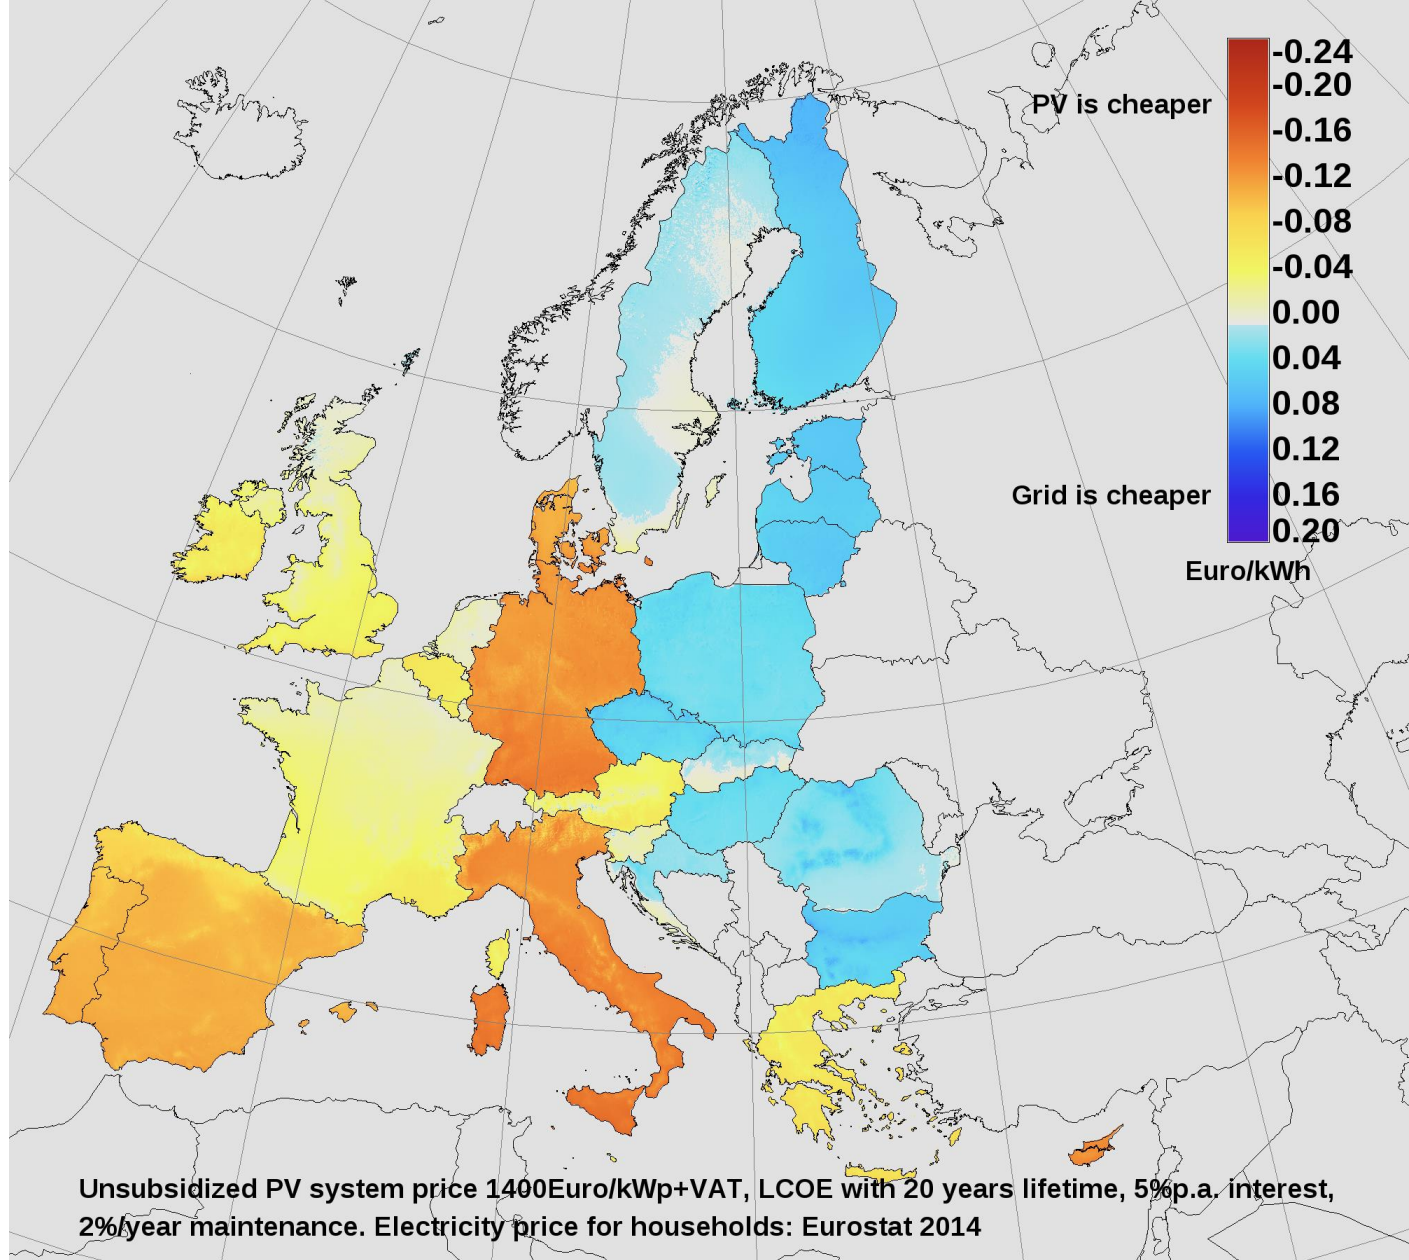 -0.24
-0.20
PV is cheaper
-0.16
-0.12
-0.08
-0.04
0.00
0.04
0.08
0.12
Grid is cheaper
0.16
0.20
Euro/kWh
Unsubsidized PV system price 1400Euro/kWp+VAT, LCOE with 20 years lifetime, 5%p.a. interest,
2%/year maintenance. Electricity price for households: Eurostat 2014